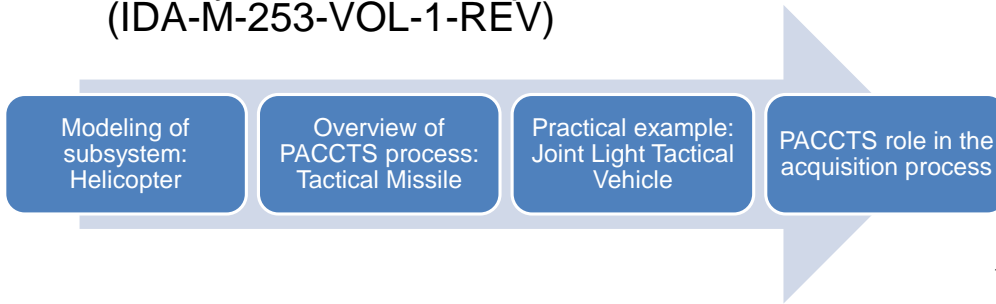 (IDA-M-253-VOL-1-REV)
Modeling of
subsystem:
Helicopter
Overview of
PACCTS process:
Tactical Missile
Practical example:
Joint Light Tactical
Vehicle
PACCTS role in the
acquisition process